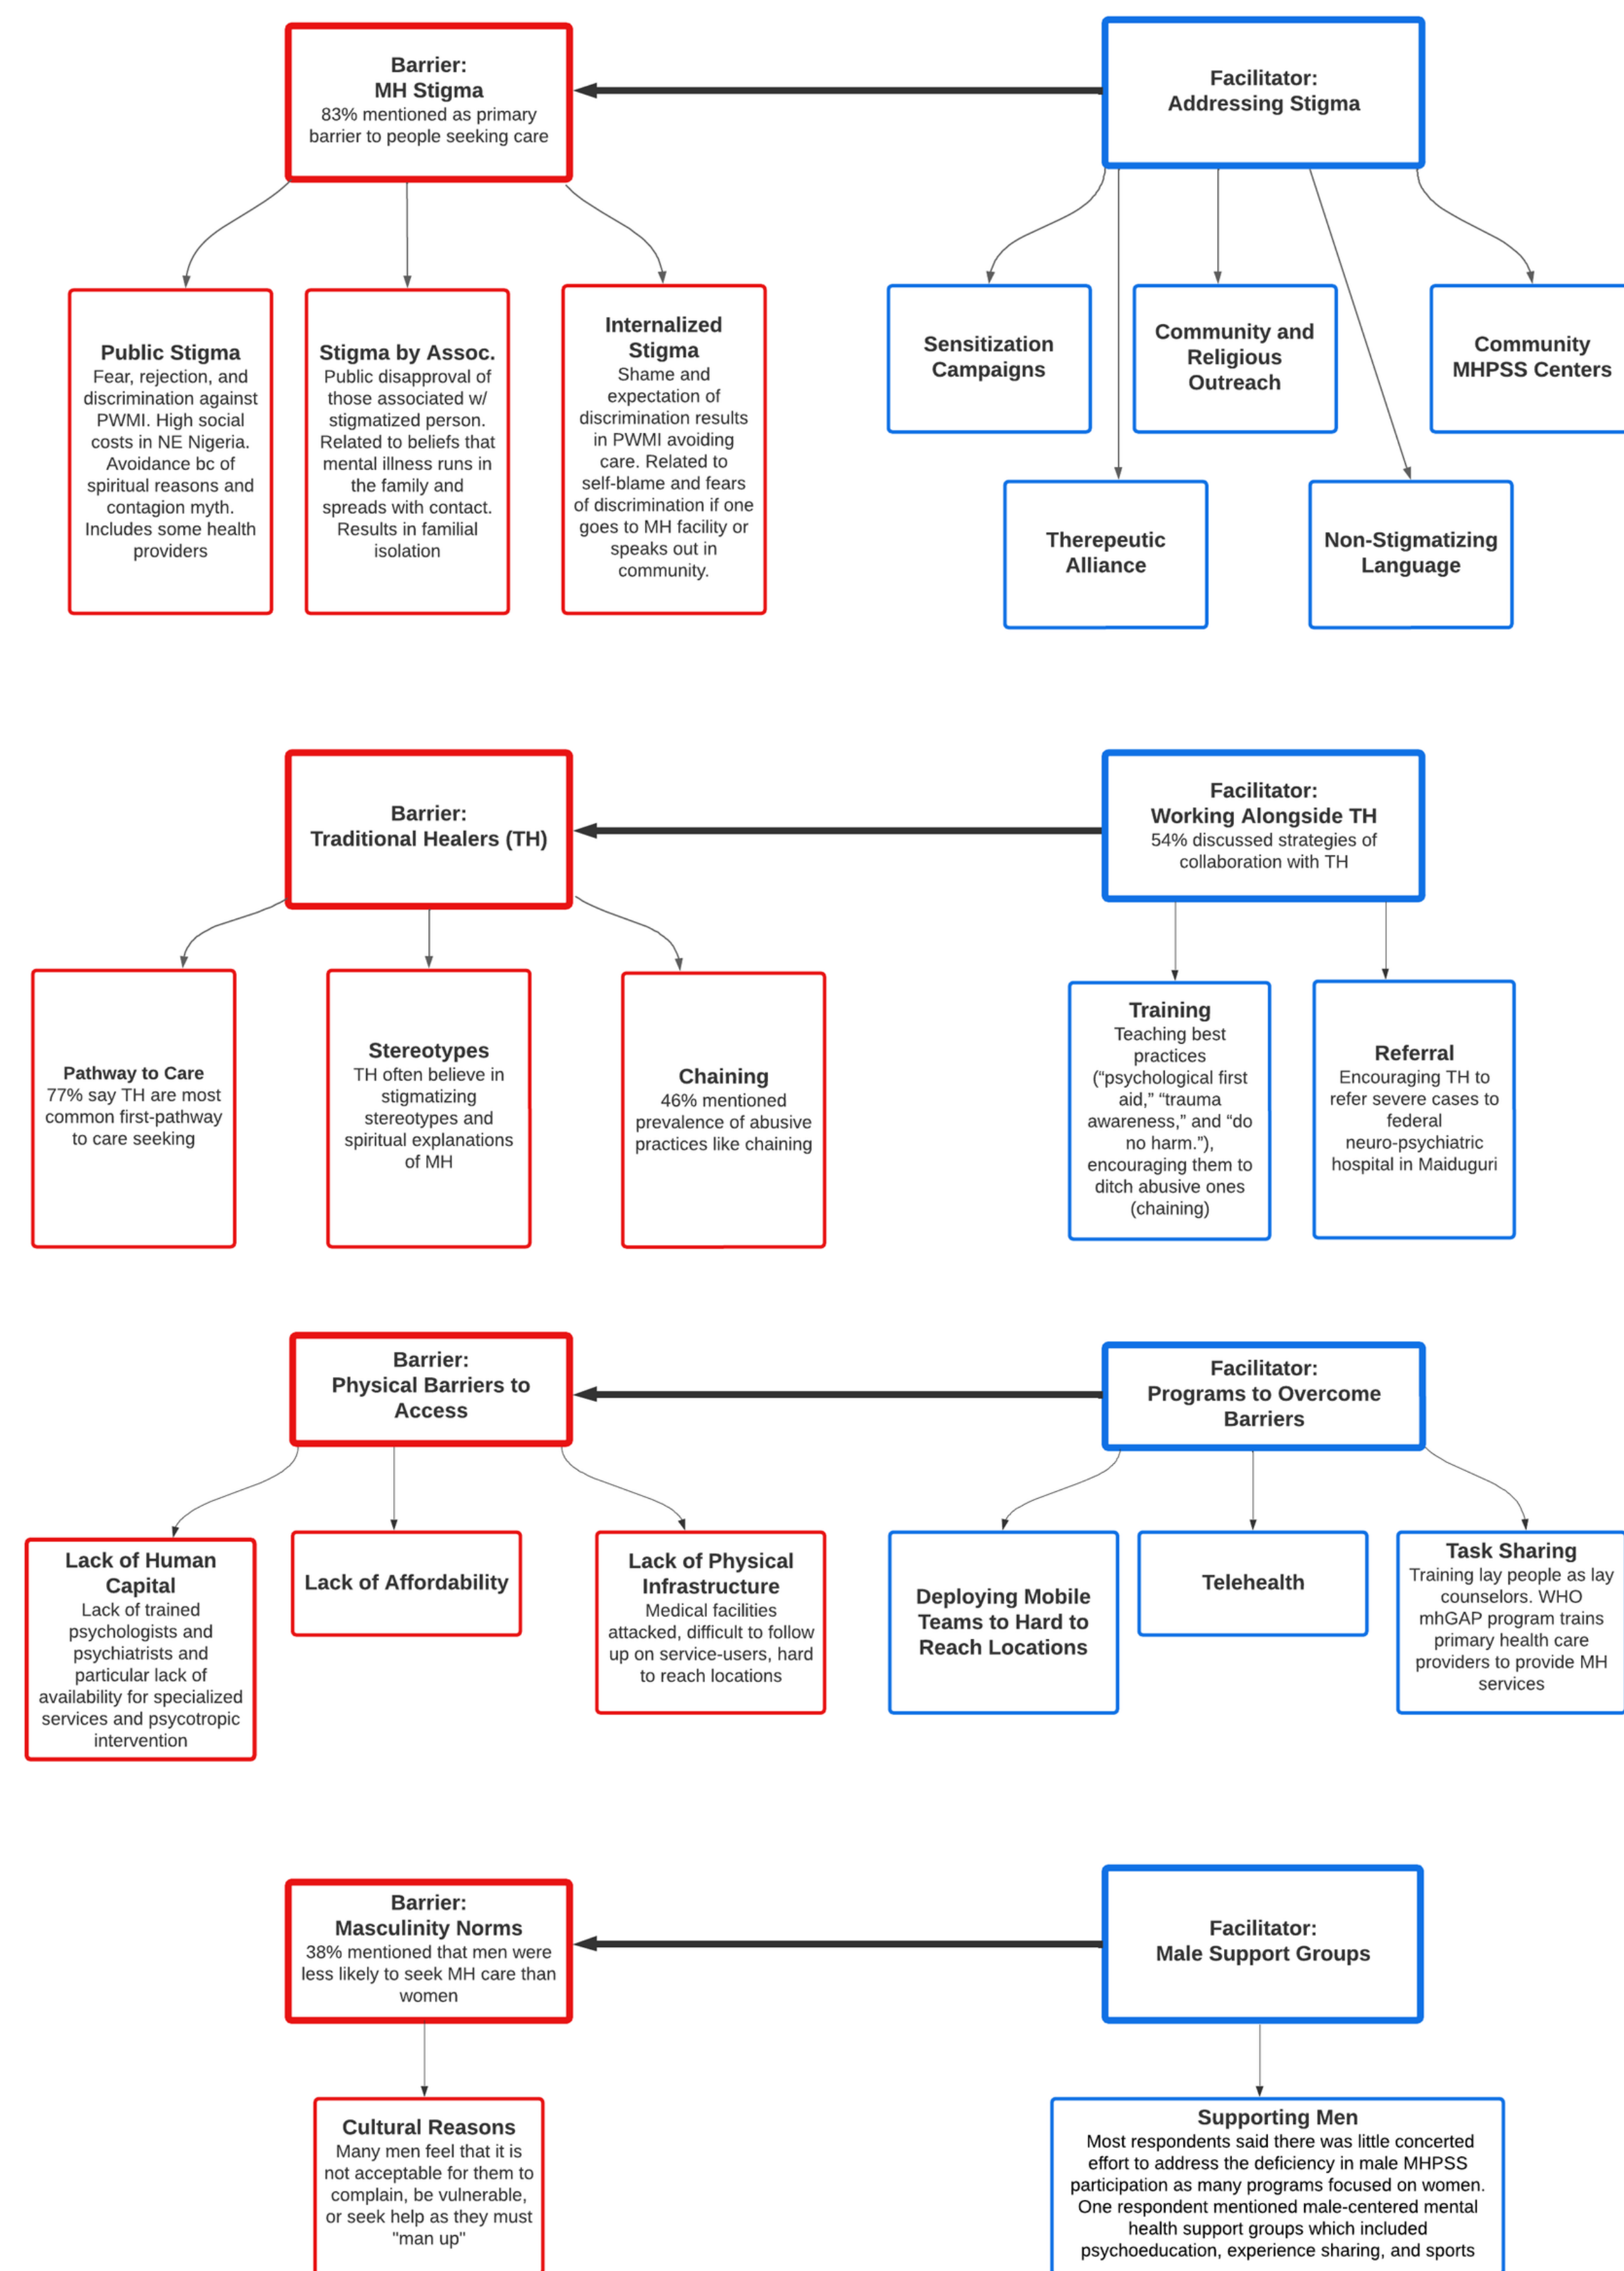 Barrier:
MH Stigma
83% mentioned as primary
barrier to people seeking care
Facilitator:
Addressing Stigma
Public Stigma
Fear, rejection, and
discrimination against
PWMI. High social
costs in NE Nigeria.
Avoidance bc of
spiritual reasons and
contagion myth.
Includes some health
providers
Stigma by Assoc.
Public disapproval of
those associated w/
stigmatized person.
Related to beliefs that
mental illness runs in
the family and
spreads with contact.
Results in familial
isolation
Internalized
Stigma
Shame and
expectation of
discrimination results
in PWMI avoiding
care. Related to
self-blame and fears
of discrimination if one
goes to MH facility or
speaks out in
community.
Sensitization
Campaigns
Community and
Religious
Outreach
Community
MHPSS Centers
Therepeutic
Alliance
Non-Stigmatizing
Language
Barrier:
Traditional Healers (TH)
Facilitator:
Working Alongside TH
54% discussed strategies of
collaboration with TH
Pathway to Care
77% say TH are most
common first-pathway
to care seeking
Stereotypes
TH often believe in
stigmatizing
stereotypes and
spiritual explanations
of MH
Chaining
46% mentioned
prevalence of abusive
practices like chaining
Training
Teaching best
practices
(“psychological first
aid,” “trauma
awareness,” and “do
no harm.”),
encouraging them to
ditch abusive ones
(chaining)
Referral
Encouraging TH to
refer severe cases to
federal
neuro-psychiatric
hospital in Maiduguri
Barrier:
Physical Barriers to
Access
Facilitator:
Programs to Overcome
Barriers
Lack of Human
Capital
Lack of trained
psychologists and
psychiatrists and
particular lack of
availability for specialized
services and psycotropic
intervention
Lack of Affordability
Lack of Physical
Infrastructure
Medical facilities
attacked, difficult to follow
up on service-users, hard
to reach locations
Deploying Mobile
Teams to Hard to
Reach Locations
Telehealth
Task Sharing
Training lay people as lay
counselors. WHO
mhGAP program trains
primary health care
providers to provide MH
services
Barrier:
Masculinity Norms
38% mentioned that men were
less likely to seek MH care than
women
Facilitator:
Male Support Groups
Cultural Reasons
Many men feel that it is
not acceptable for them to
complain, be vulnerable,
or seek help as they must
"man up"
Supporting Men
Most respondents said there was little concerted
effort to address the deficiency in male MHPSS
participation as many programs focused on women.
One respondent mentioned male-centered mental
health support groups which included
psychoeducation, experience sharing, and sports